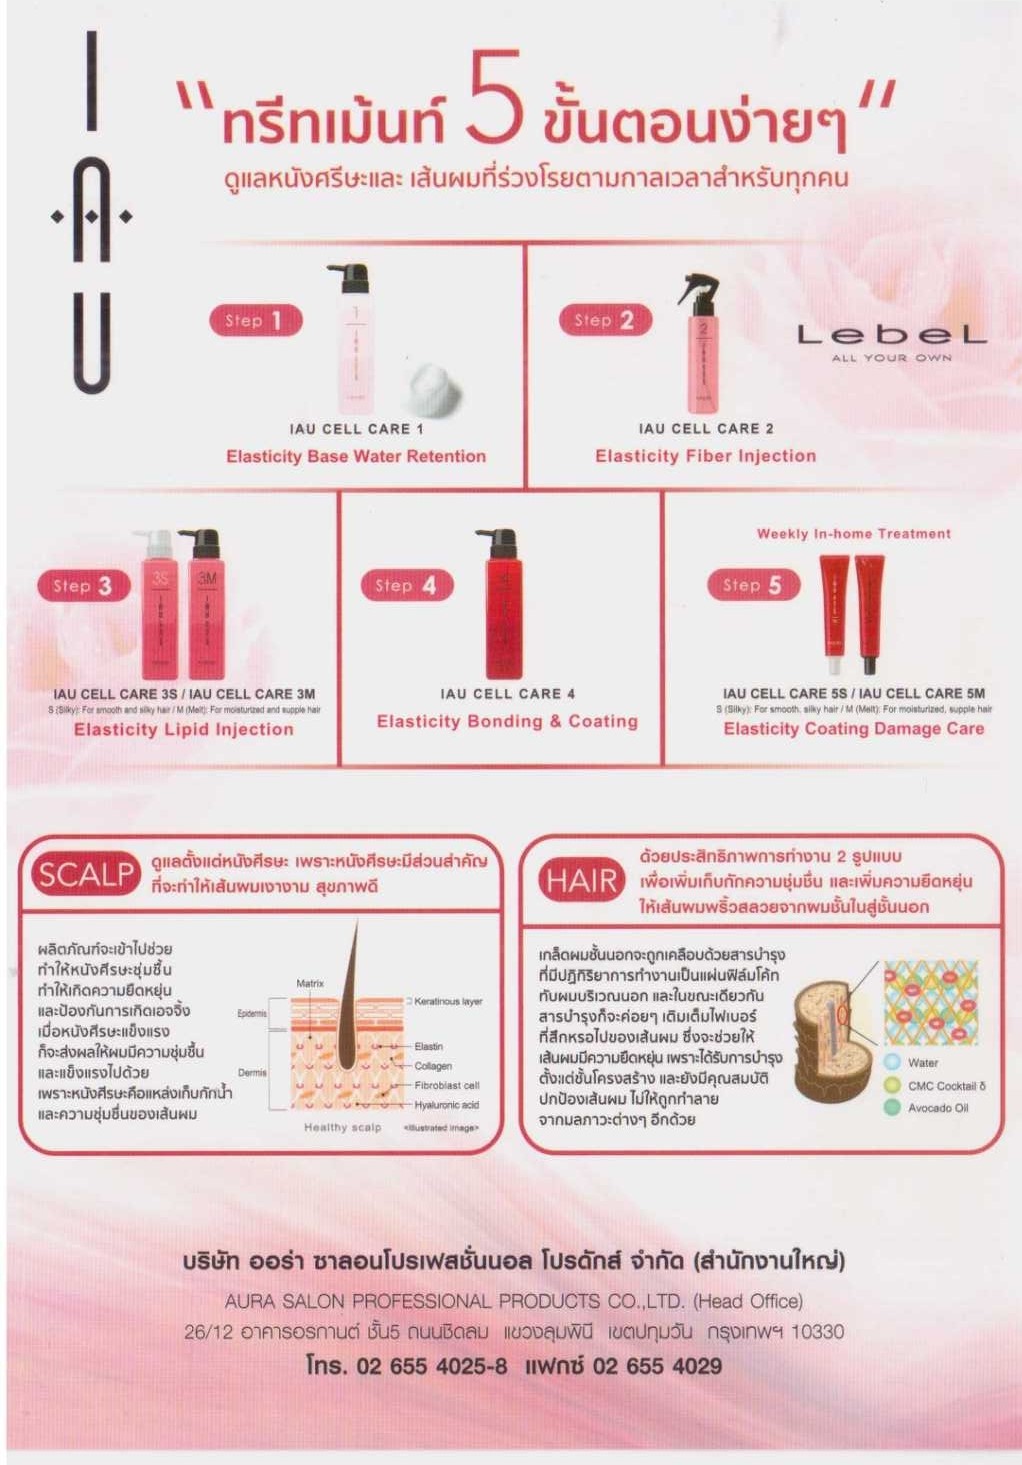 IAU
"ทรีทเม้นท์ 5 ขั้นตอนง่ายๆ"
ดูแลหนังศรีษะและ เส้นผมที่ร่วงโรยตามกาลเวลาสำหรับทุกคน
Step 1
IAU CELL CARE 1
Elasticity Base Water Retention
Step 2
IAU CELL CARE 2
Elasticity Fiber Injection
LebeL
ALL YOUR OWN
Step 3
3S
3M
IAU CELL CARE 3S / IAU CELL CARE 3M
S (Silky): For smooth and silky hair / M (Melt): For moisturized and supple hair
Elasticity Lipid Injection
Step 4
IAU CELL CARE 4
Elasticity Bonding & Coating
Weekly In-home Treatment
Step 5
IAU CELL CARE 5S / IAU CELL CARE 5M
S (Silky): For smooth, silky hair / M (Melt): For moisturized, supple hair
Elasticity Coating Damage Care
SCALP
ดูแลตั้งแต่หนังศีรษะ เพราะหนังศีรษะมีส่วนสำคัญ
ที่จะทำให้เส้นผมเงางาม สุขภาพดี
ผลิตภัณฑ์จะเข้าไปช่วย
ทำให้หนังศีรษะชุ่มชื้น
ทำให้เกิดความยืดหยุ่น
และป้องกันการเกิดเอจจิ้ง
เมื่อหนังศีรษะแข็งแรง
ก็จะส่งผลให้ผมมีความชุ่มชื้น
และแข็งแรงไปด้วย
เพราะหนังศีรษะคือแหล่งเก็บกักน้ำ
และความชุ่มชื่นของเส้นผม
Matrix
Epidermis
Dermis
Keratinous layer
Elastin
Collagen
Fibroblast cell
Hyaluronic acid
Healthy scalp
<Illustrated image>
HAIR
ด้วยประสิทธิภาพการทำงาน 2 รูปแบบ
เพื่อเพิ่มเก็บกักความชุ่มชื่น และเพิ่มความยืดหยุ่น
ให้เส้นผมพริ้วสลวยจากผมชั้นในสู่ชั้นนอก
เกล็ดผมชั้นนอกจะถูกเคลือบด้วยสารบำรุง
ที่มีปฏิกิริยาการทำงานเป็นแผ่นฟิล์มโค้ท
ทับผมบริเวณนอก และในขณะเดียวกัน
สารบำรุงก็จะค่อยๆ เติมเต็มไฟเบอร์
ที่สึกหรอไปของเส้นผม ซึ่งจะช่วยให้
เส้นผมมีความยืดหยุ่น เพราะได้รับการบำรุง
ตั้งแต่ชั้นโครงสร้าง และยังมีคุณสมบัติ
ปกป้องเส้นผม ไม่ให้ถูกทำลาย
จากมลภาวะต่างๆ อีกด้วย
Water
CMC Cocktail δ
Avocado Oil
บริษัท ออร่า ซาลอนโปรเฟสชั่นนอล โปรดักส์ จำกัด (สำนักงานใหญ่)
AURA SALON PROFESSIONAL PRODUCTS CO.,LTD. (Head Office)
26/12 อาคารอรกานต์ ชั้น5 ถนนชิดลม แขวงลุมพินี เขตปทุมวัน กรุงเทพฯ 10330
โทร. 02 655 4025-8 แฟกซ์ 02 655 4029